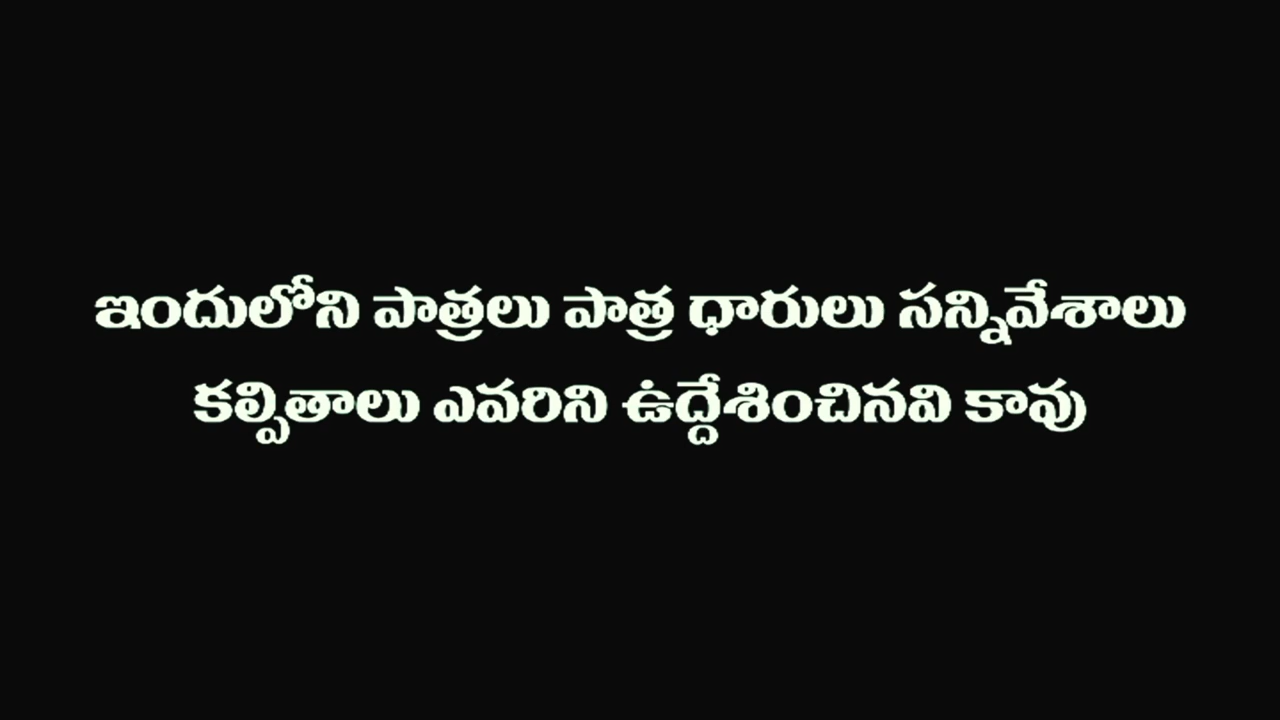 ఇందులోని పాత్రలు పాత్ర ధారులు సన్నివేశాలు
కల్పితాలు ఎవరిని ఉద్దేశించినవి కావు